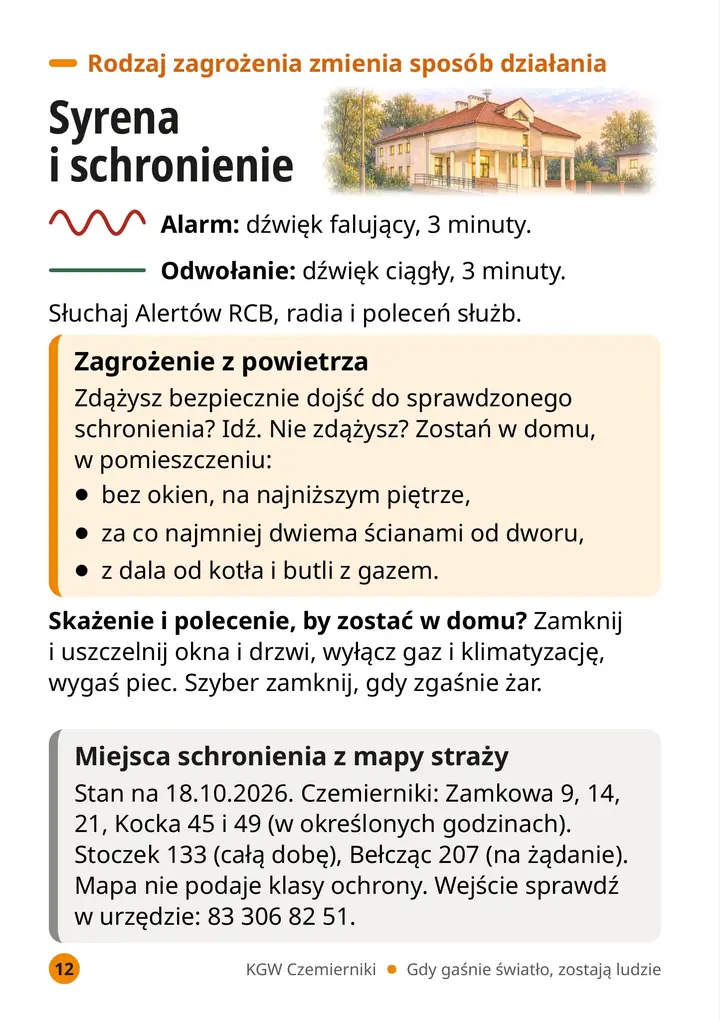 Rodzaj zagrożenia zmienia sposób działania
Syrena
i schronienie
Alarm: dźwięk falujący, 3 minuty.
Odwołanie: dźwięk ciągły, 3 minuty.
Słuchaj Alertów RCB, radia i poleceń służb.
Zagrożenie z powietrza
Zdążysz bezpiecznie dojść do sprawdzonego
schronienia? Idź. Nie zdążysz? Zostań w domu,
w pomieszczeniu:
● bez okien, na najniższym piętrze,
● za co najmniej dwiema ścianami od dworu,
● z dala od kotła i butli z gazem.
Skażenie i polecenie, by zostać w domu? Zamknij
i uszczelnij okna i drzwi, wyłącz gaz i klimatyzację,
wygaś piec. Szyber zamknij, gdy zgaśnie żar.
Miejsca schronienia z mapy straży
Stan na 18.10.2026. Czemierniki: Zamkowa 9, 14,
21, Kocka 45 i 49 (w określonych godzinach).
Stoczek 133 (całą dobę), Bełcząc 207 (na żądanie).
Mapa nie podaje klasy ochrony. Wejście sprawdź
w urzędzie: 83 306 82 51.
12 KGW Czemierniki ● Gdy gaśnie światło, zostają ludzie